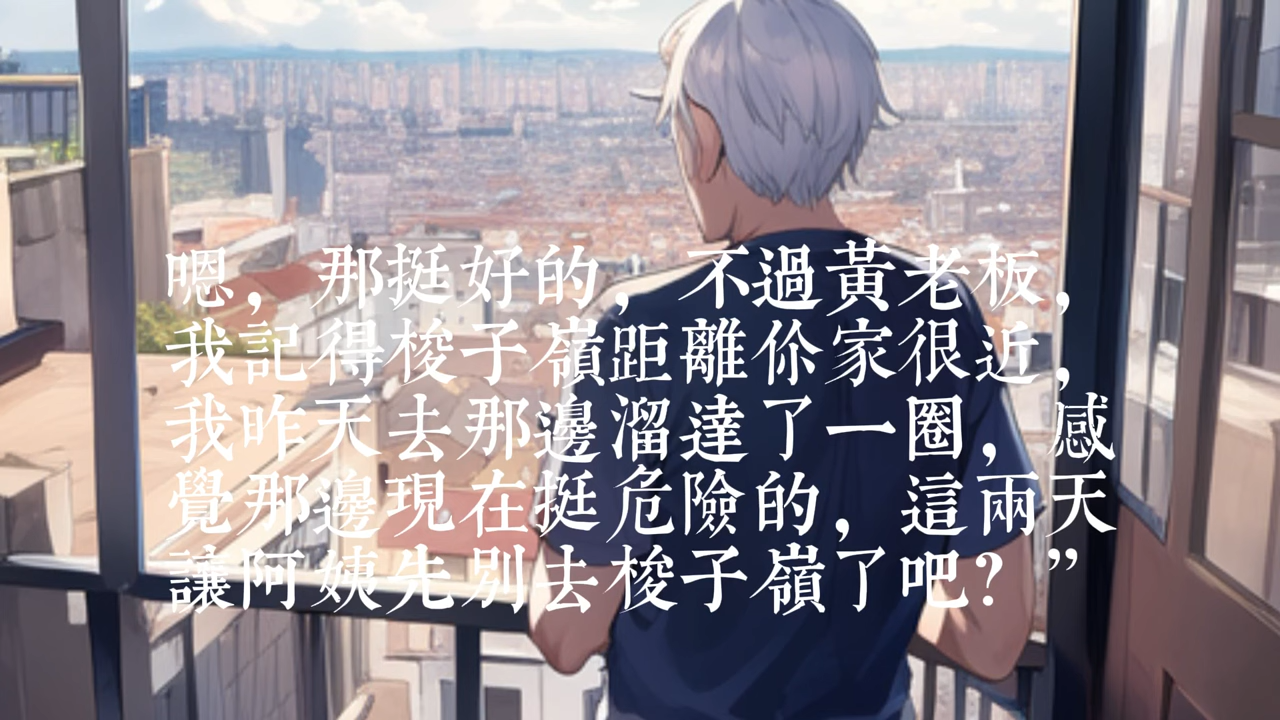 嗯，那挺好的，不過黃老板，
我記得梭子嶺距離你家很近，
我昨天去那邊溜達了一圈，感
覺那邊現在挺危險的，這兩天
讓阿姨先別去梭子嶺了吧？”